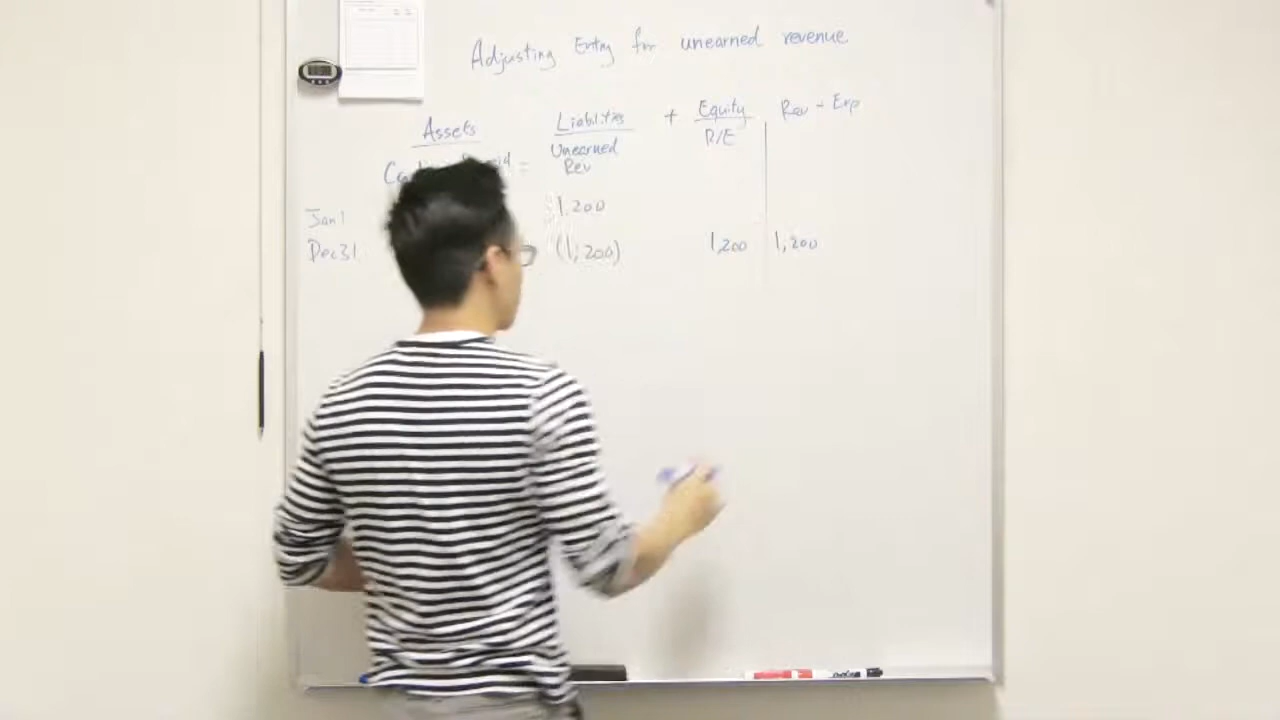 Adjusting Entry for unearned revenue
Assets Liabilities + Equity Rev - Exp
= Unearned Rev R/E
Jan 1 1,200
Dec 31 (1,200) 1,200 1,200